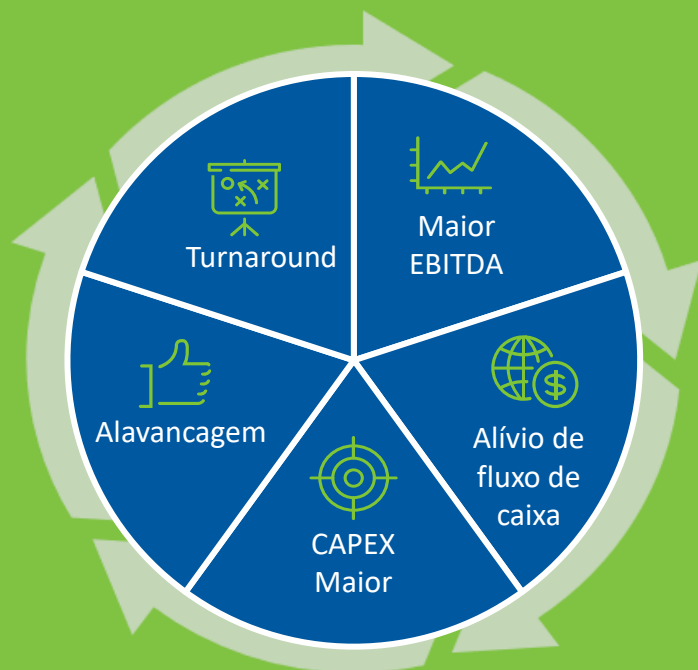 Turnaround
Maior
EBITDA
Alívio de
fluxo de
caixa
CAPEX
Maior
Alavancagem